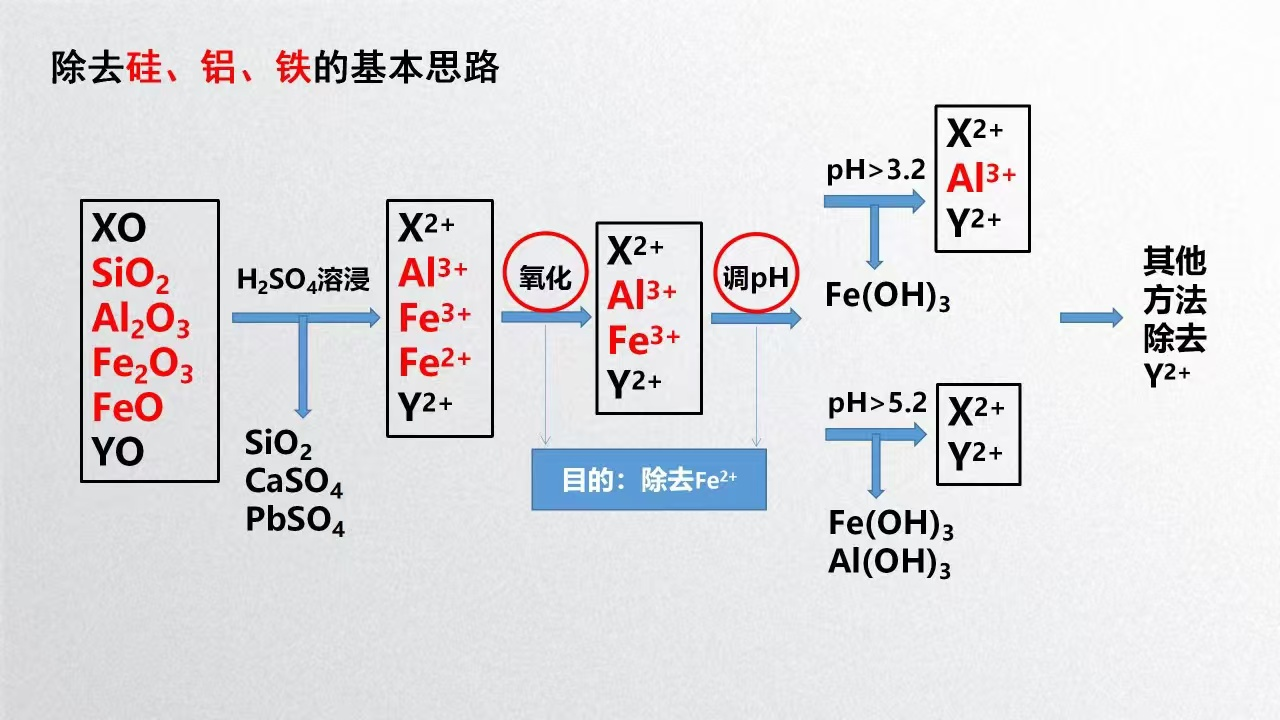 除去硅、铝、铁的基本思路
XO
SiO₂
Al₂O₃
Fe₂O₃
FeO
YO
H₂SO₄溶浸
SiO₂
CaSO₄
PbSO₄
X²⁺
Al³⁺
Fe³⁺
Fe²⁺
Y²⁺
氧化
X²⁺
Al³⁺
Fe³⁺
Y²⁺
调pH
目的：除去Fe²⁺
pH>3.2
Fe(OH)₃
X²⁺
Al³⁺
Y²⁺
pH>5.2
Fe(OH)₃
Al(OH)₃
X²⁺
Y²⁺
其他
方法
除去
Y²⁺